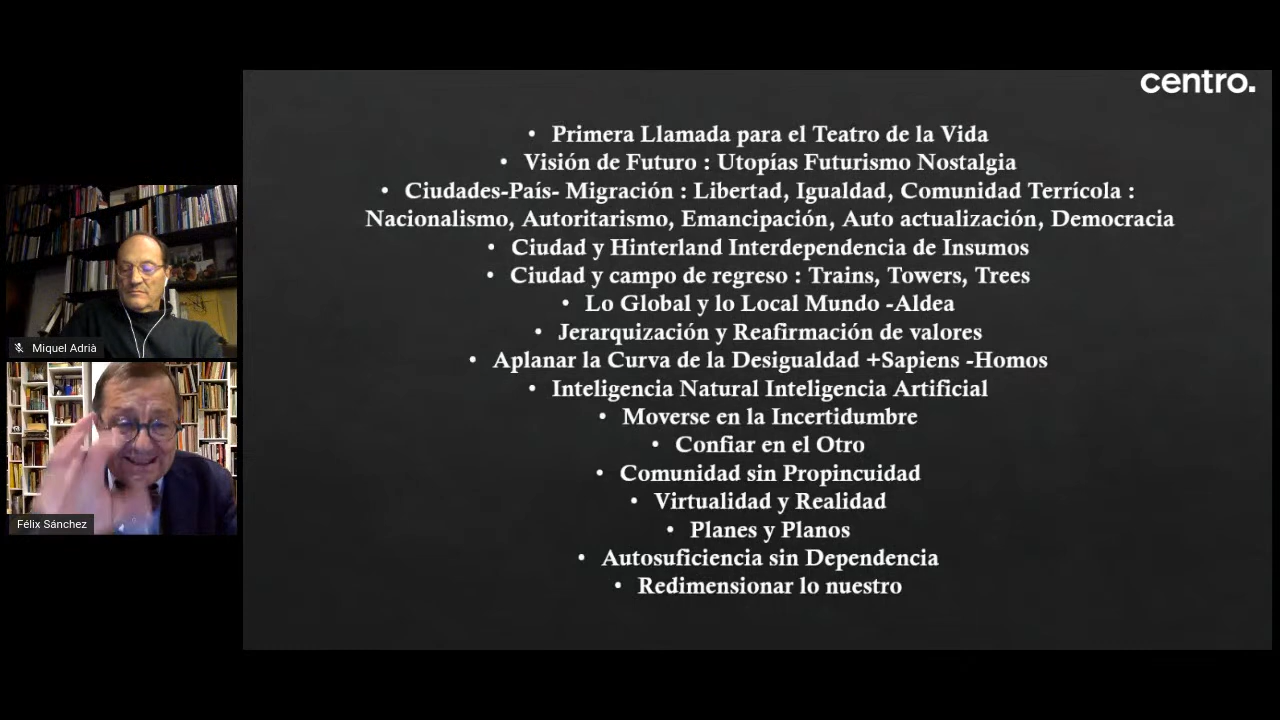 centro.
• Primera Llamada para el Teatro de la Vida
• Visión de Futuro : Utopías Futurismo Nostalgia
• Ciudades-País- Migración : Libertad, Igualdad, Comunidad Terrícola :
Nacionalismo, Autoritarismo, Emancipación, Auto actualización, Democracia
• Ciudad y Hinterland Interdependencia de Insumos
• Ciudad y campo de regreso : Trains, Towers, Trees
• Lo Global y lo Local Mundo -Aldea
• Jerarquización y Reafirmación de valores
• Aplanar la Curva de la Desigualdad +Sapiens -Homos
• Inteligencia Natural Inteligencia Artificial
• Moverse en la Incertidumbre
• Confiar en el Otro
• Comunidad sin Propincuidad
• Virtualidad y Realidad
• Planes y Planos
• Autosuficiencia sin Dependencia
• Redimensionar lo nuestro
Miquel Adrià
Félix Sánchez